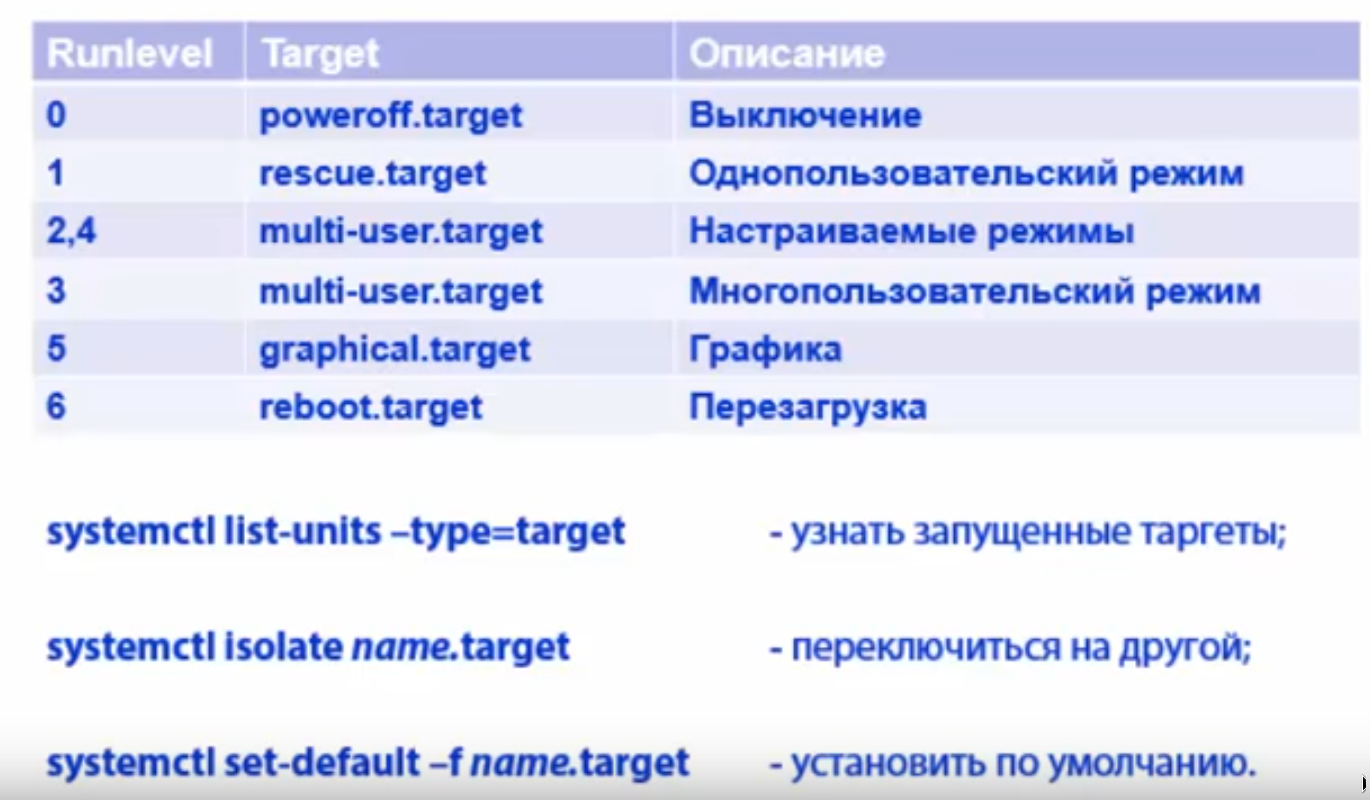 Runlevel Target Описание
0 poweroff.target Выключение
1 rescue.target Однопользовательский режим
2,4 multi-user.target Настраиваемые режимы
3 multi-user.target Многопользовательский режим
5 graphical.target Графика
6 reboot.target Перезагрузка
systemctl list-units –type=target - узнать запущенные таргеты;
systemctl isolate name.target - переключиться на другой;
systemctl set-default –f name.target - установить по умолчанию.